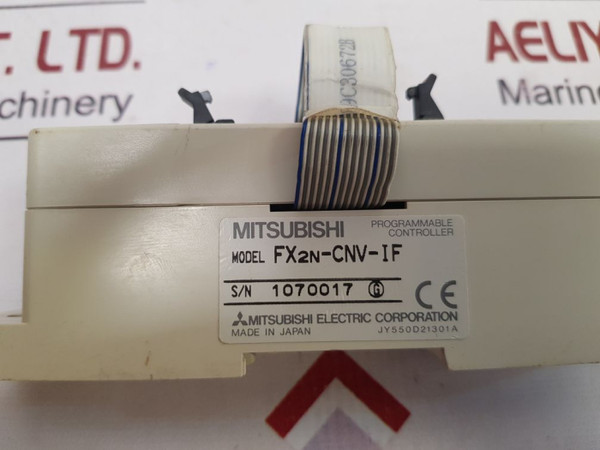 T. LTD.
chinery
AELIY
Marine
9C306728
MITSUBISHI
PROGRAMMABLE
CONTROLLER
MODEL FX2N-CNV-IF
S/N 1070017 G
CE
MITSUBISHI ELECTRIC CORPORATION
MADE IN JAPAN
JY550D21301A